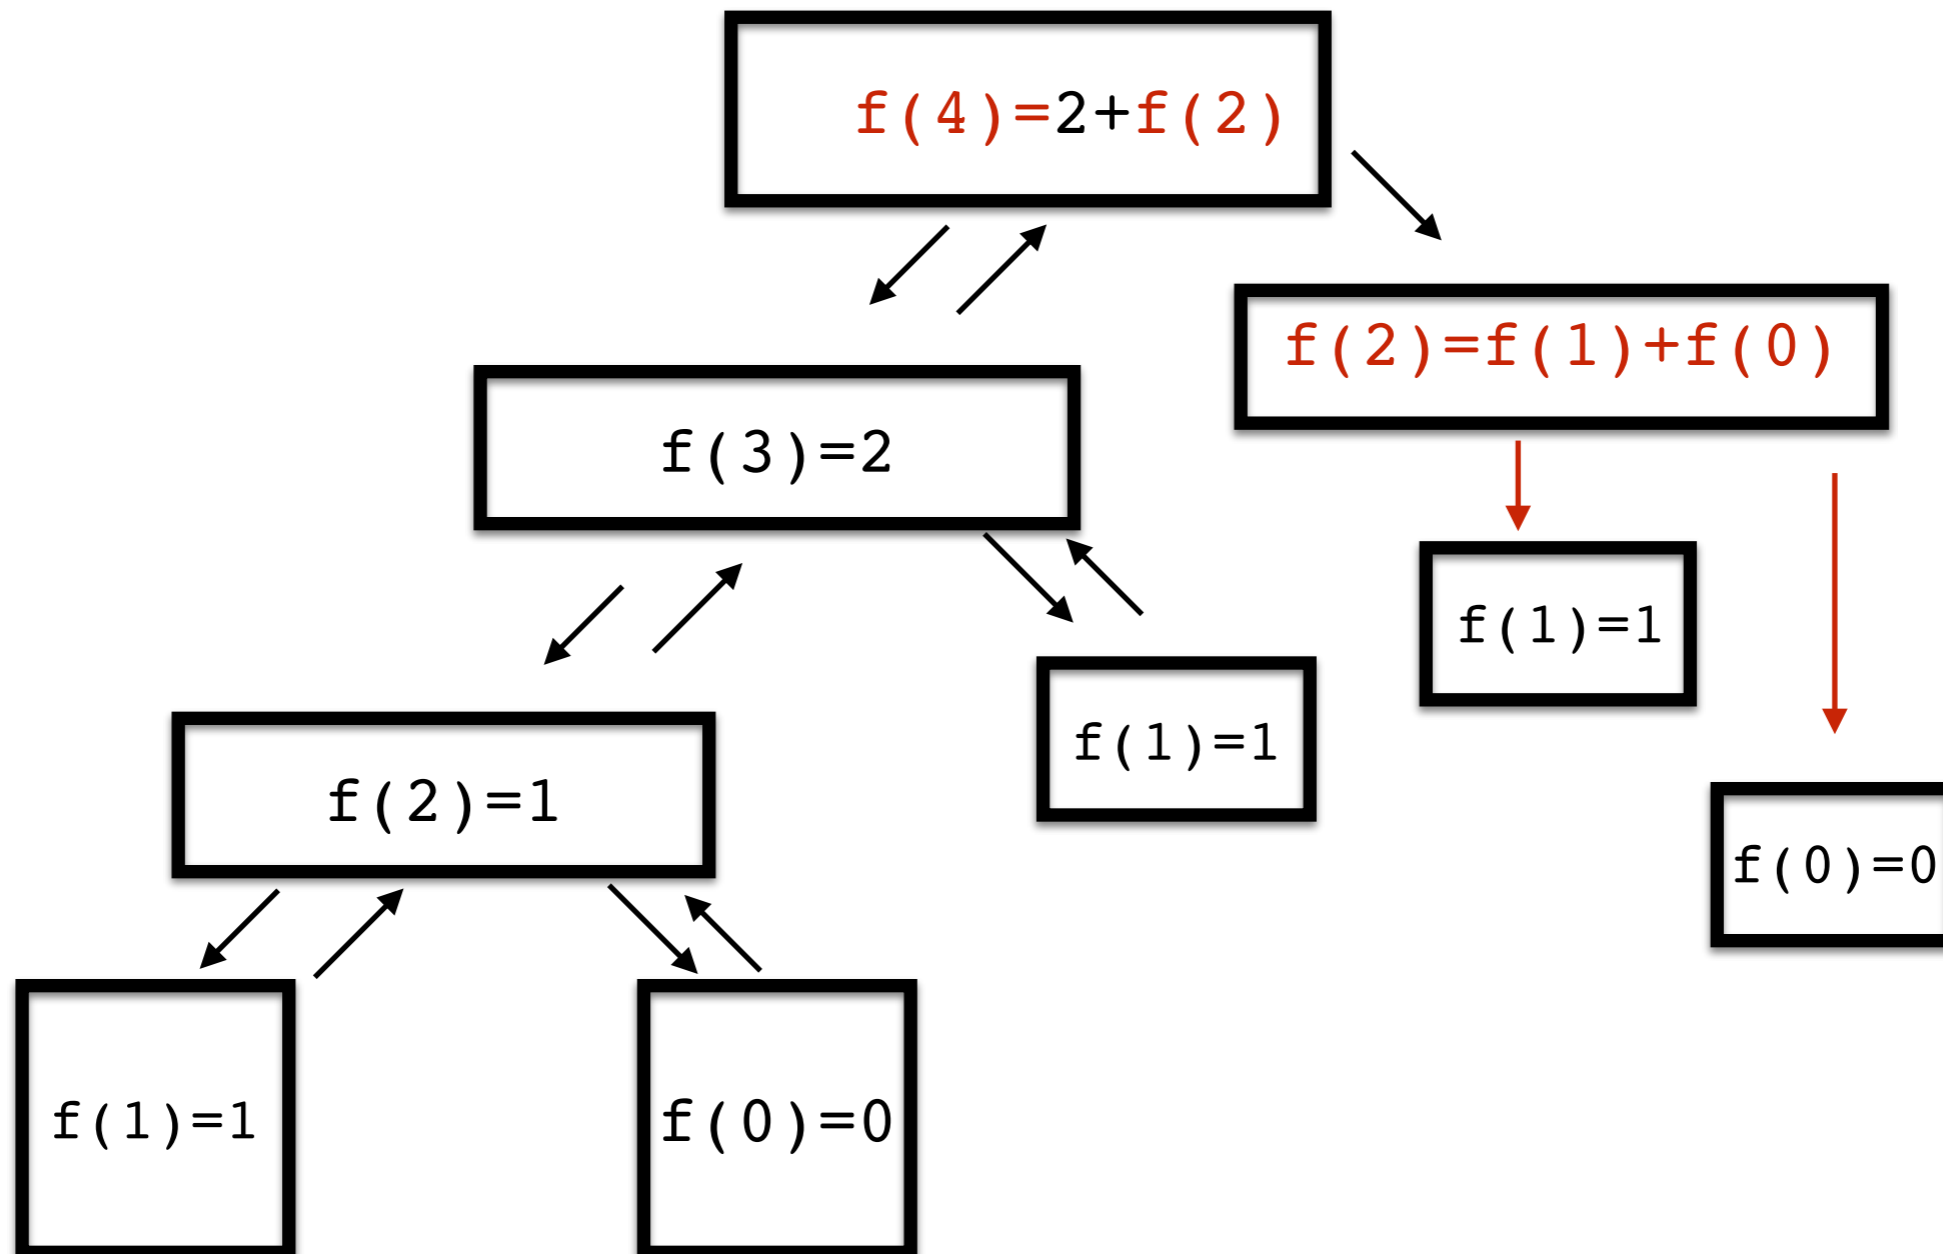 f(4)=2+f(2)
f(2)=f(1)+f(0)
f(3)=2
f(1)=1
f(1)=1
f(2)=1
f(0)=0
f(1)=1
f(0)=0